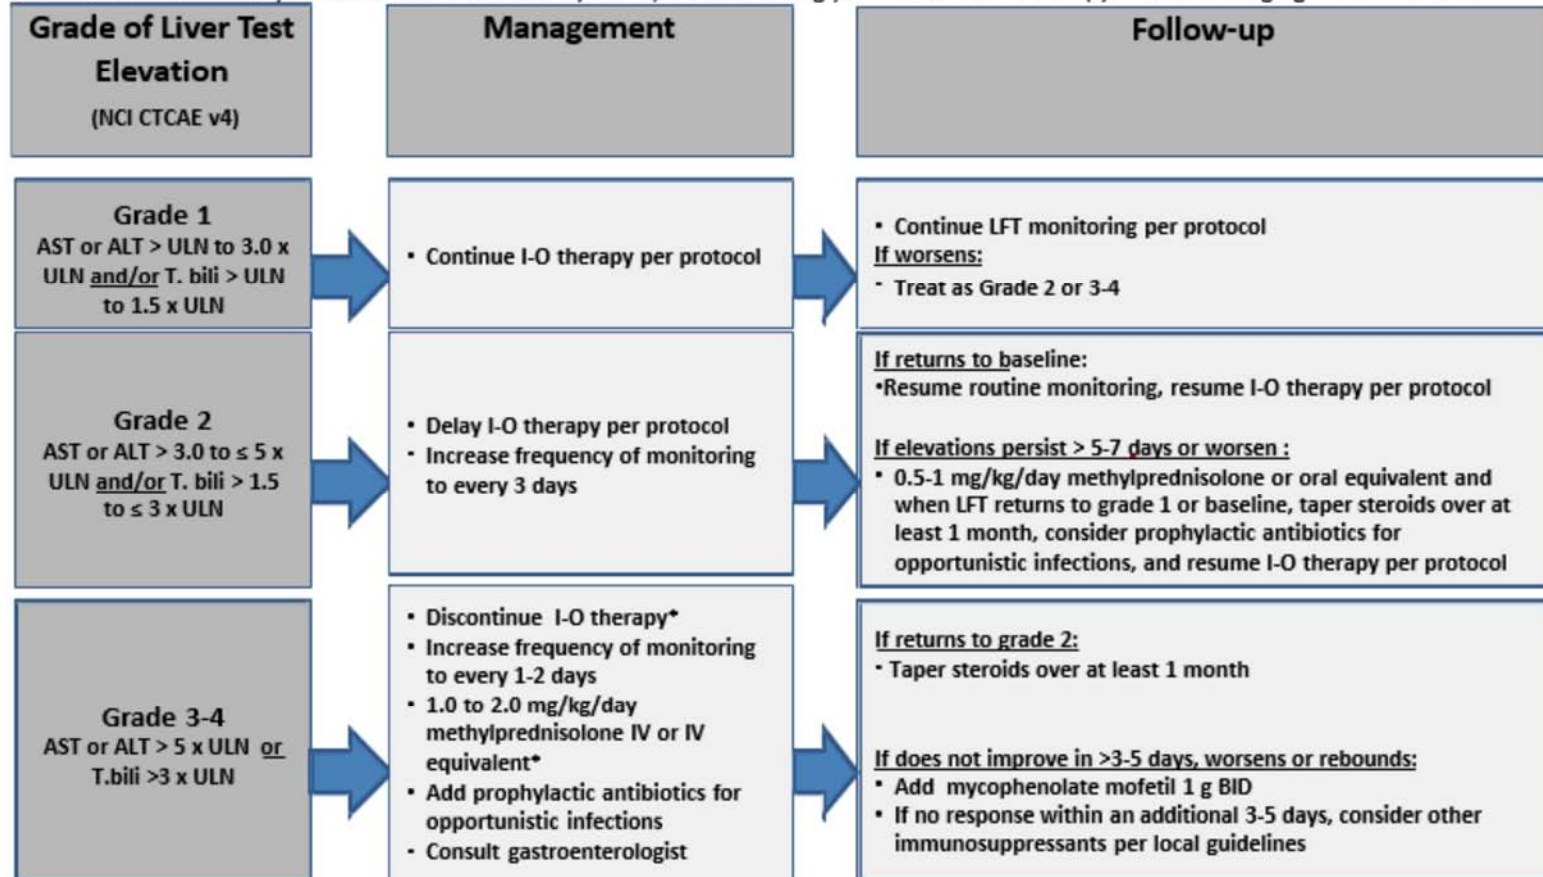 Grade of Liver Test
Elevation
(NCI CTCAE v4)
Management
Follow-up
Grade 1
AST or ALT > ULN to 3.0 x
ULN and/or T. bili > ULN
to 1.5 x ULN
• Continue I-O therapy per protocol
• Continue LFT monitoring per protocol
If worsens:
- Treat as Grade 2 or 3-4
Grade 2
AST or ALT > 3.0 to ≤ 5 x
ULN and/or T. bili > 1.5
to ≤ 3 x ULN
• Delay I-O therapy per protocol
- Increase frequency of monitoring
to every 3 days
If returns to baseline:
•Resume routine monitoring, resume I-O therapy per protocol
If elevations persist > 5-7 days or worsen :
• 0.5-1 mg/kg/day methylprednisolone or oral equivalent and
when LFT returns to grade 1 or baseline, taper steroids over at
least 1 month, consider prophylactic antibiotics for
opportunistic infections, and resume I-O therapy per protocol
Grade 3-4
AST or ALT > 5 x ULN or
T.bili >3 x ULN
• Discontinue I-O therapy*
• Increase frequency of monitoring
to every 1-2 days
• 1.0 to 2.0 mg/kg/day
methylprednisolone IV or IV
equivalent*
• Add prophylactic antibiotics for
opportunistic infections
- Consult gastroenterologist
If returns to grade 2:
- Taper steroids over at least 1 month
If does not improve in >3-5 days, worsens or rebounds:
• Add mycophenolate mofetil 1 g BID
• If no response within an additional 3-5 days, consider other
immunosuppressants per local guidelines